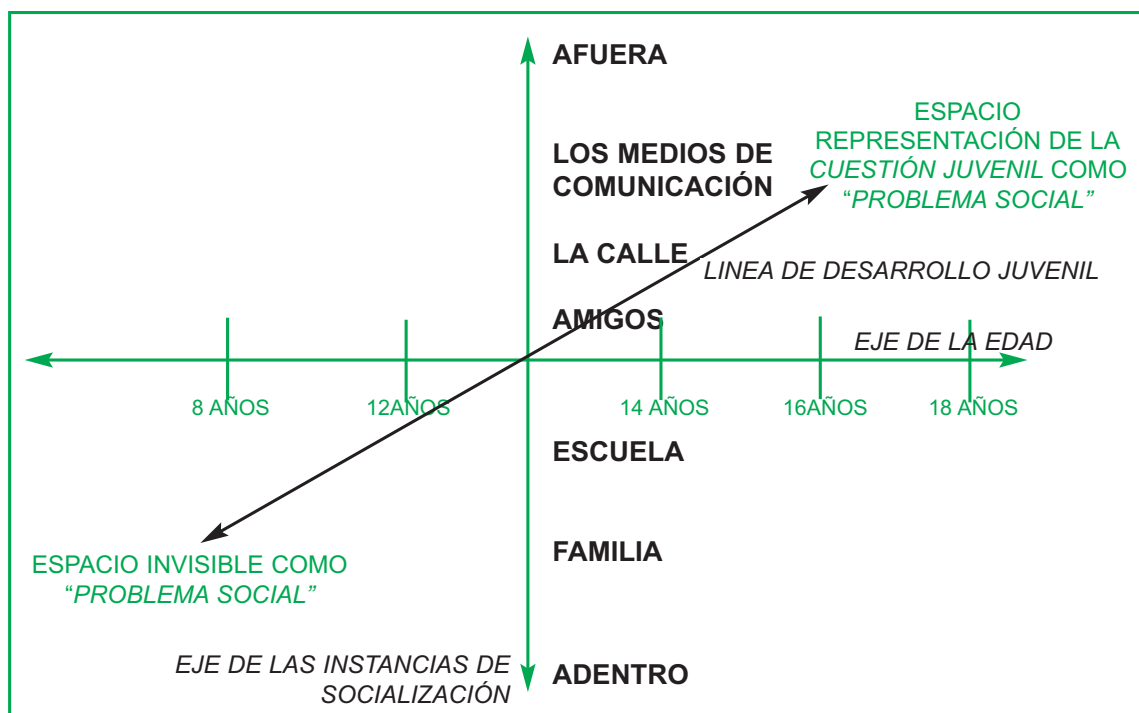 AFUERA
ESPACIO
REPRESENTACIÓN DE LA
CUESTIÓN JUVENIL COMO
“PROBLEMA SOCIAL”
LOS MEDIOS DE
COMUNICACIÓN
LA CALLE
LINEA DE DESARROLLO JUVENIL
AMIGOS
EJE DE LA EDAD
8 AÑOS
12AÑOS
14 AÑOS
16AÑOS
18 AÑOS
ESCUELA
FAMILIA
ESPACIO INVISIBLE COMO
“PROBLEMA SOCIAL”
EJE DE LAS INSTANCIAS DE
SOCIALIZACIÓN
ADENTRO